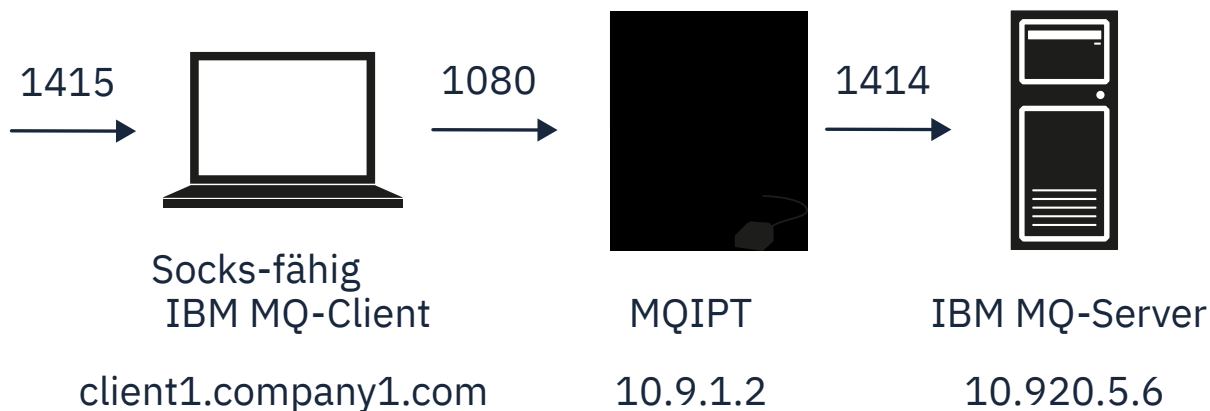 1415
1080
1414
Socks-fähig
IBM MQ-Client
MQIPT
IBM MQ-Server
client1.company1.com
10.9.1.2
10.920.5.6